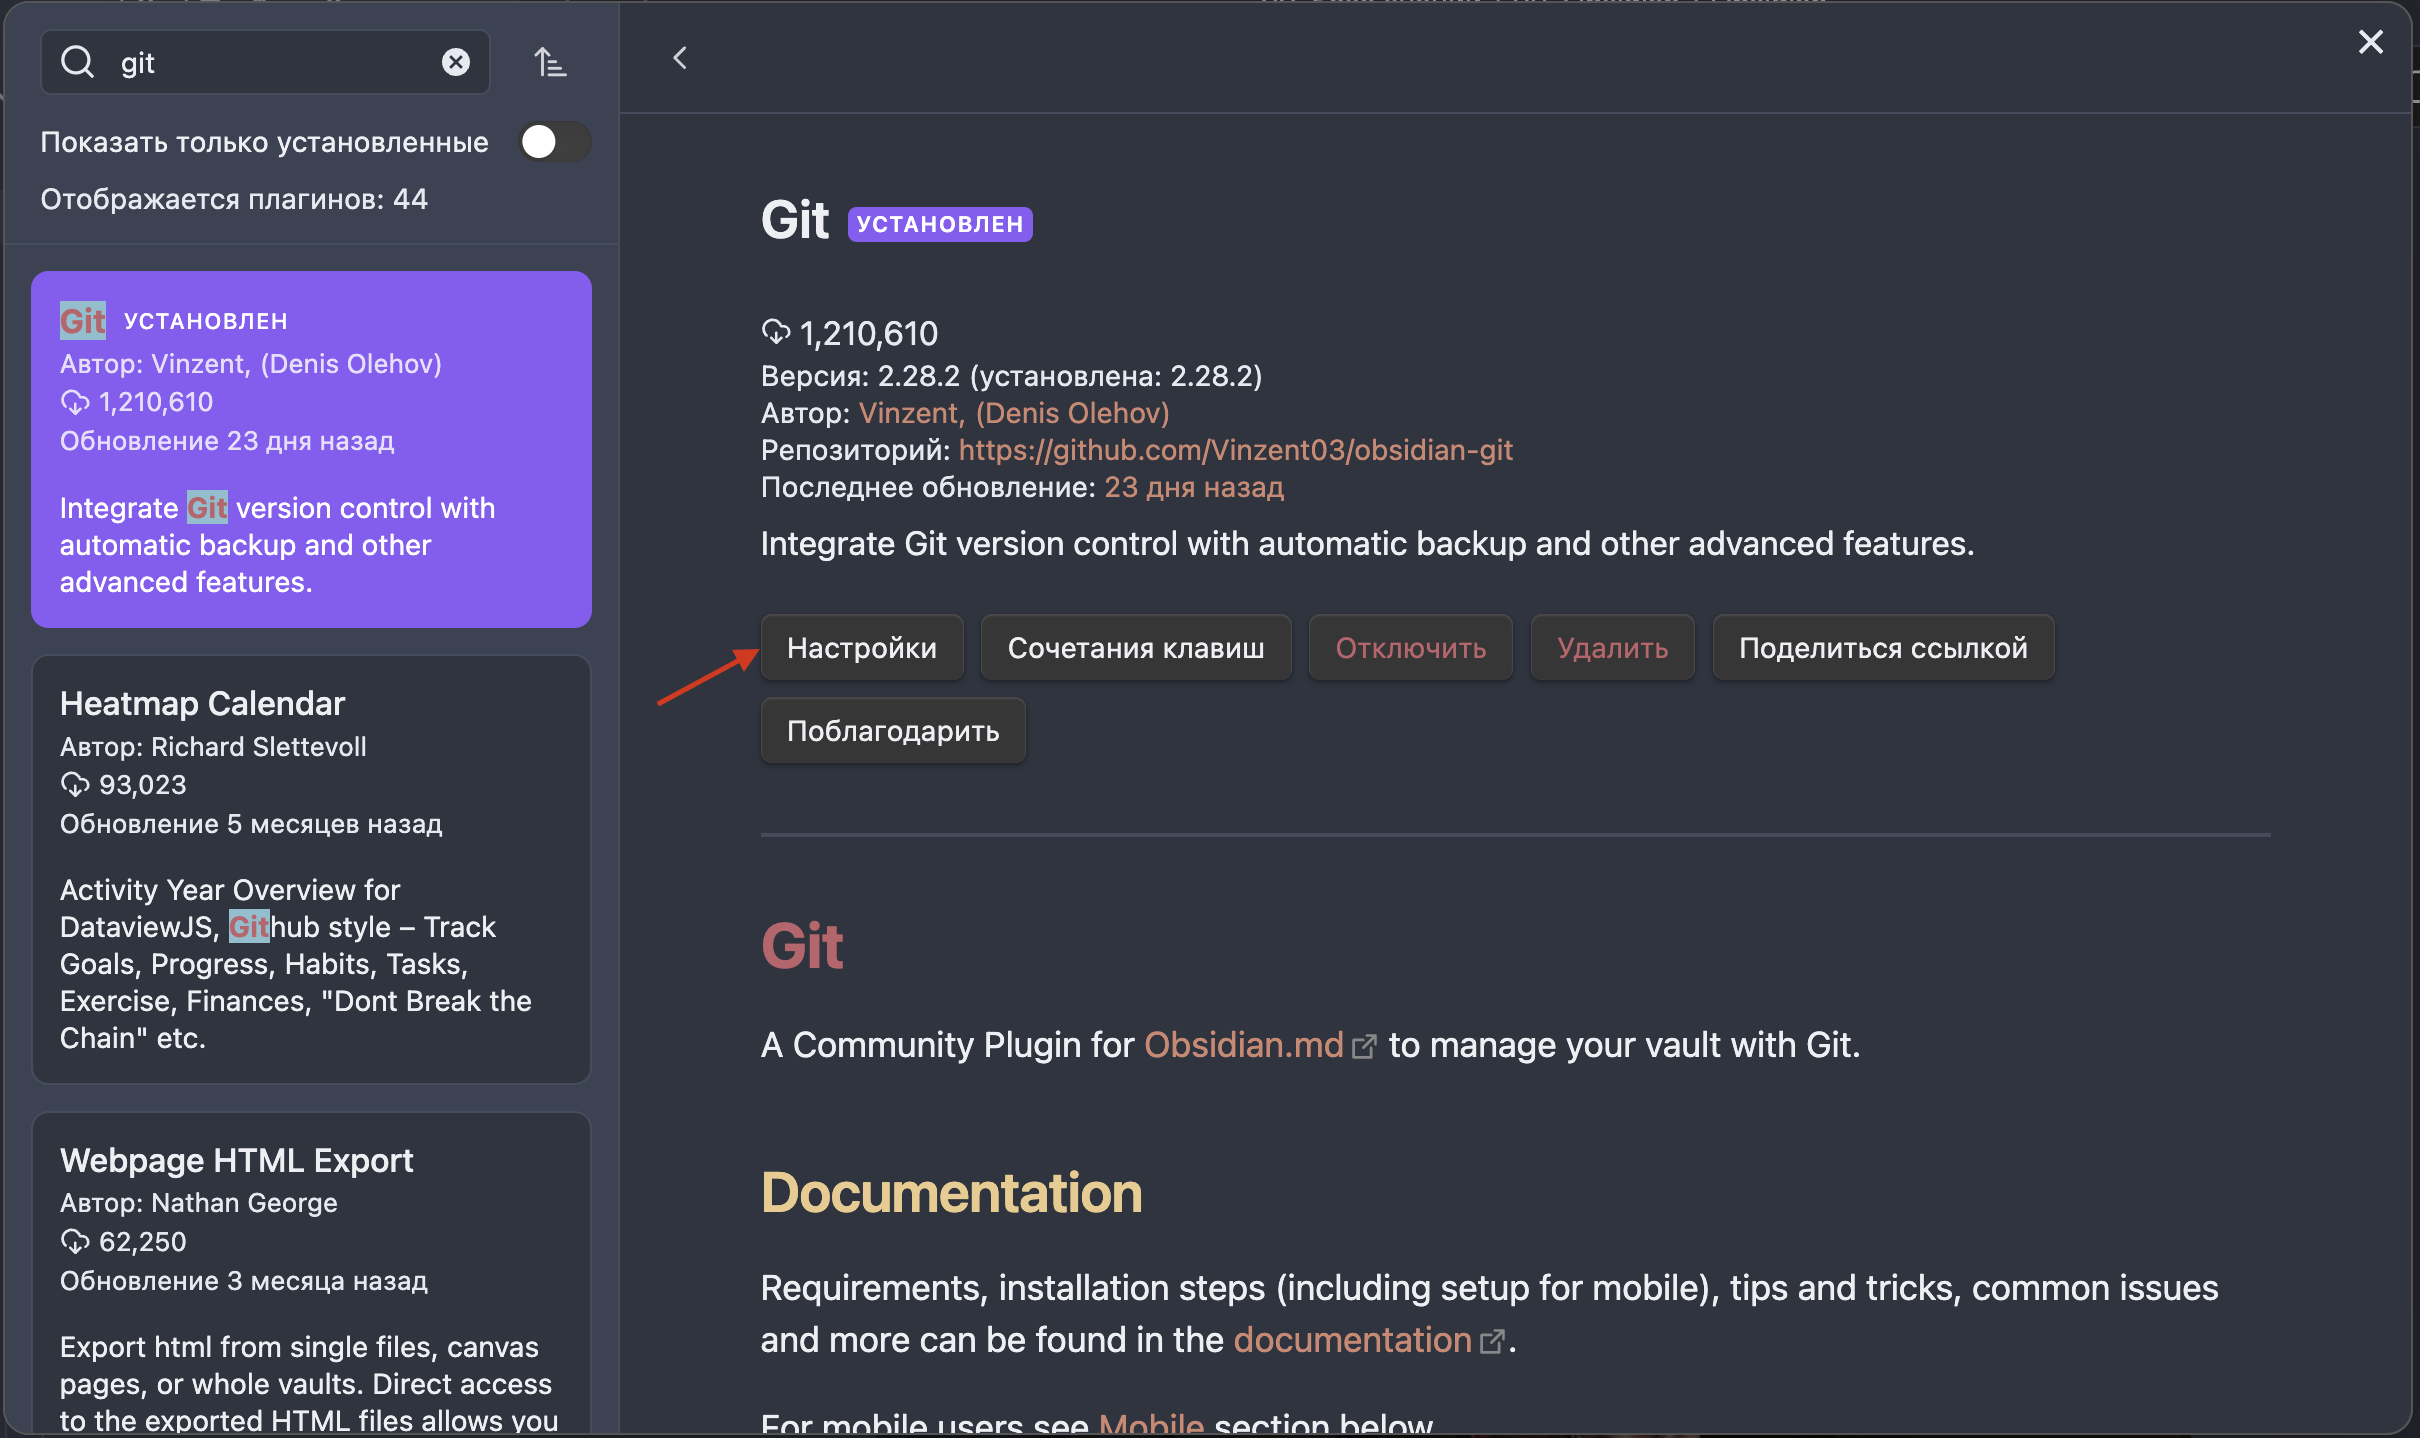 git
Показать только установленные
Отображается плагинов: 44
Git УСТАНОВЛЕН
Автор: Vinzent, (Denis Olehov)
1,210,610
Обновление 23 дня назад
Integrate Git version control with
automatic backup and other
advanced features.
Heatmap Calendar
Автор: Richard Slettevoll
93,023
Обновление 5 месяцев назад
Activity Year Overview for
DataviewJS, Github style – Track
Goals, Progress, Habits, Tasks,
Exercise, Finances, "Dont Break the
Chain" etc.
Webpage HTML Export
Автор: Nathan George
62,250
Обновление 3 месяца назад
Export html from single files, canvas
pages, or whole vaults. Direct access
to the exported HTML files allows you
Git УСТАНОВЛЕН
1,210,610
Версия: 2.28.2 (установлена: 2.28.2)
Автор: Vinzent, (Denis Olehov)
Репозиторий: https://github.com/Vinzent03/obsidian-git
Последнее обновление: 23 дня назад
Integrate Git version control with automatic backup and other advanced features.
Настройки Сочетания клавиш Отключить Удалить Поделиться ссылкой
Поблагодарить
Git
A Community Plugin for Obsidian.md to manage your vault with Git.
Documentation
Requirements, installation steps (including setup for mobile), tips and tricks, common issues
and more can be found in the documentation.
For mobile users see Mobile section below